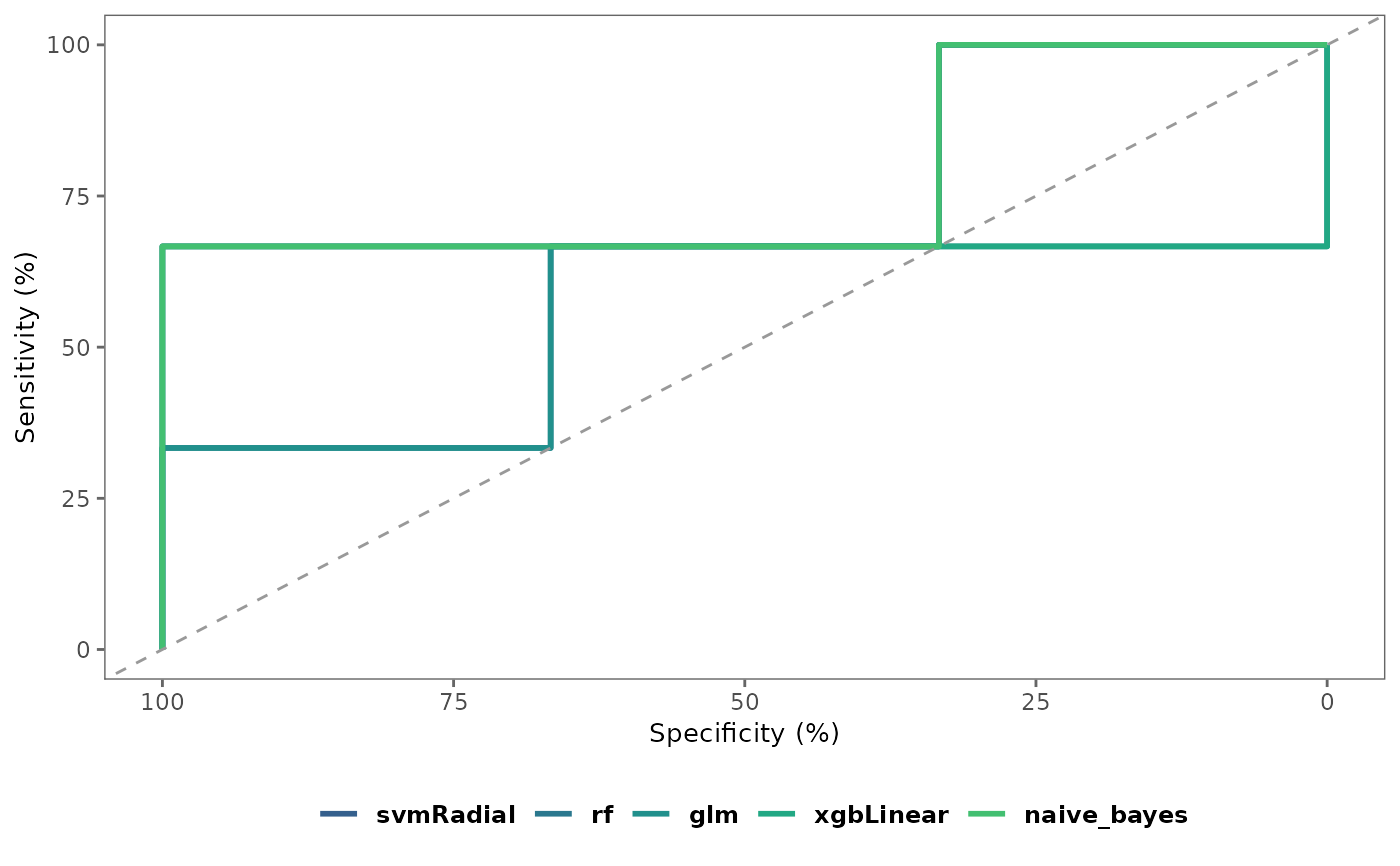 100
75
50
25
0
Sensitivity (%)
100 75 50 25 0
Specificity (%)
svmRadial rf glm xgbLinear naive_bayes